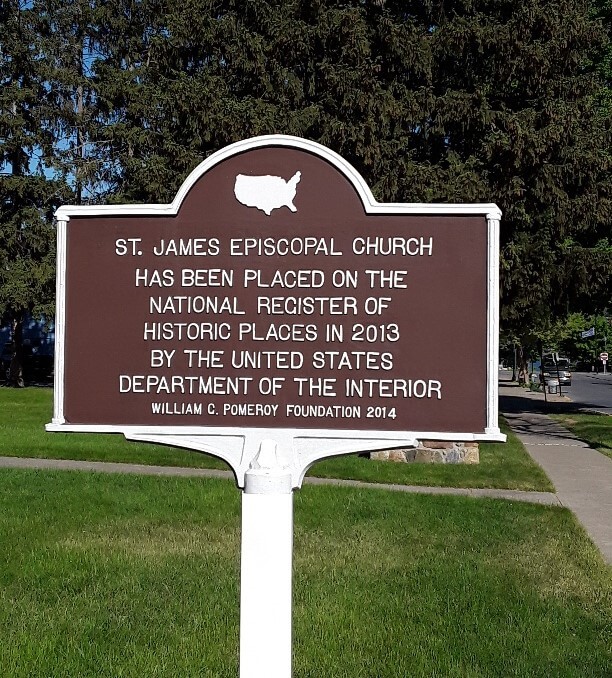 ST. JAMES EPISCOPAL CHURCH
HAS BEEN PLACED ON THE
NATIONAL REGISTER OF
HISTORIC PLACES IN 2013
BY THE UNITED STATES
DEPARTMENT OF THE INTERIOR
WILLIAM G. POMEROY FOUNDATION 2014